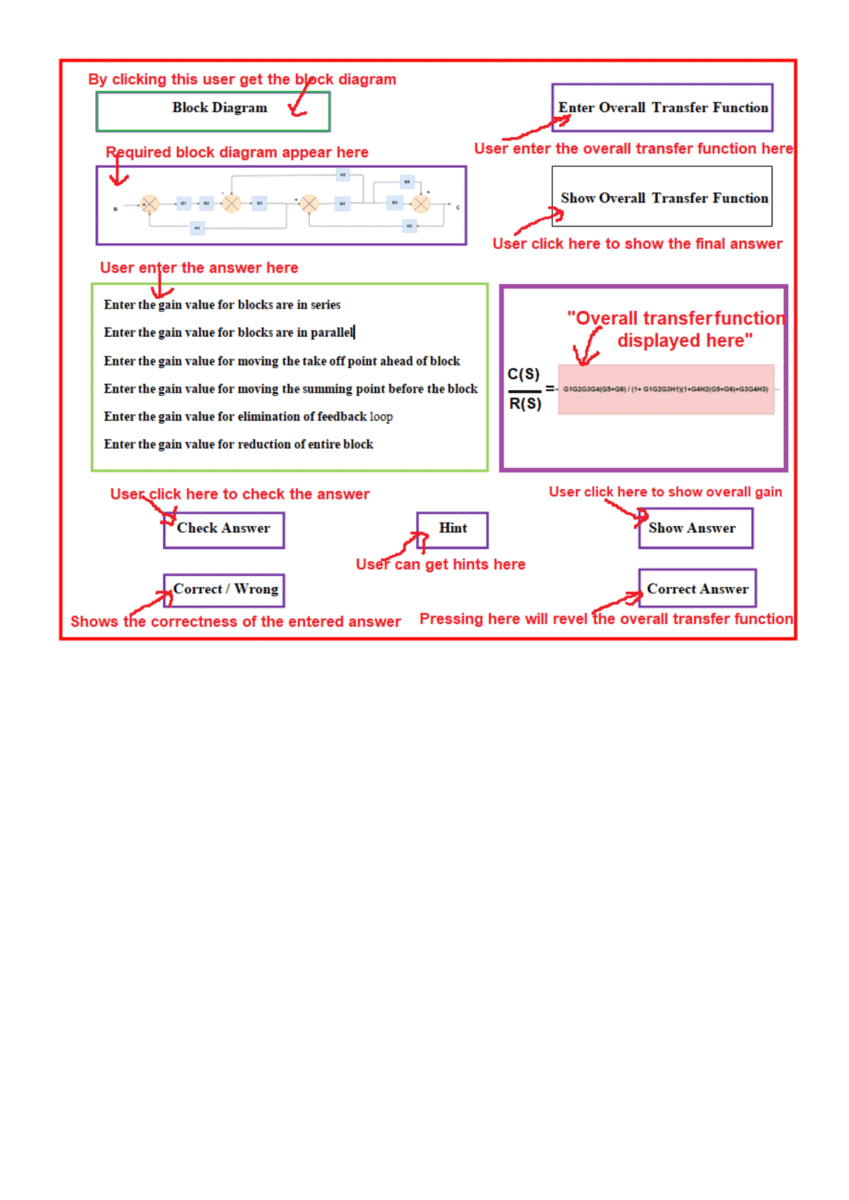 By clicking this user get the block diagram
Block Diagram
Enter Overall Transfer Function
User enter the overall transfer function here
Required block diagram appear here
R
G1
G2
G3
H3
G4
G6
G5
C
H2
Show Overall Transfer Function
User click here to show the final answer
User enter the answer here
Enter the gain value for blocks are in series
Enter the gain value for blocks are in parallel
Enter the gain value for moving the take off point ahead of block
Enter the gain value for moving the summing point before the block
Enter the gain value for elimination of feedback loop
Enter the gain value for reduction of entire block
"Overall transfer function
displayed here"
C(S)
R(S)
=
G1G2G3G4(G5+G6) / (1+ G1G2G3H1)(1+G4H2(G5+G6)+G3G4H3)
User click here to check the answer
Check Answer
Hint
User can get hints here
User click here to show overall gain
Show Answer
Correct / Wrong
Shows the correctness of the entered answer
Correct Answer
Pressing here will revel the overall transfer function